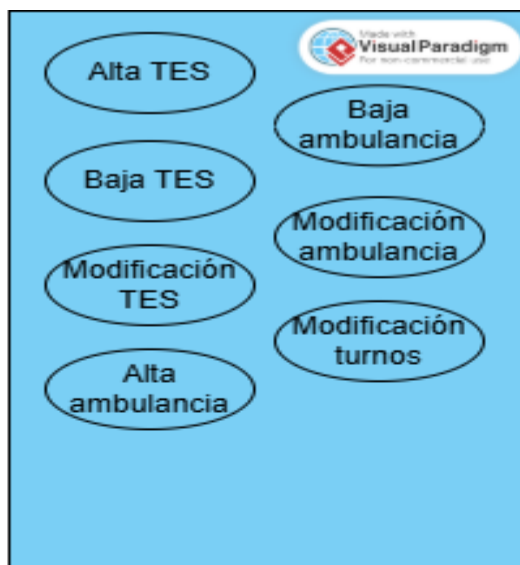 Made with
Visual Paradigm
For non-commercial use
Alta TES
Baja TES
Modificación
TES
Alta
ambulancia
Baja
ambulancia
Modificación
ambulancia
Modificación
turnos